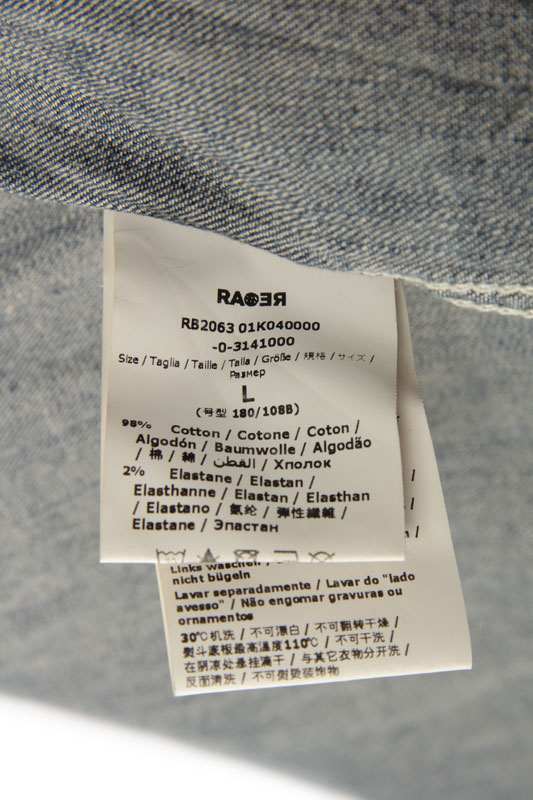 RB2063 01K040000
-0-3141000
Size / Taglia / Taille / Talla / Größe / 規格 / サイズ /
Размер
L
(号型 180/108B)
98% Cotton / Cotone / Coton /
Algodón / Baumwolle / Algodão
/ 棉 / 綿 / القطن / Хлопок
2% Elastane / Elastan /
Elasthanne / Elastan / Elasthan
/ Elastano / 氨纶 / 弾性繊維 /
Elastane / Эластан
Links waschen /
nicht bügeln
Lavar separadamente / Lavar do "lado
avesso" / Não engomar gravuras ou
ornamentos
30℃机洗 / 不可漂白 / 不可翻转干燥 /
熨斗底板最高温度110℃ / 不可干洗 /
在阴凉处悬挂滴干 / 与其它衣物分开洗 /
反面清洗 / 不可熨烫装饰物